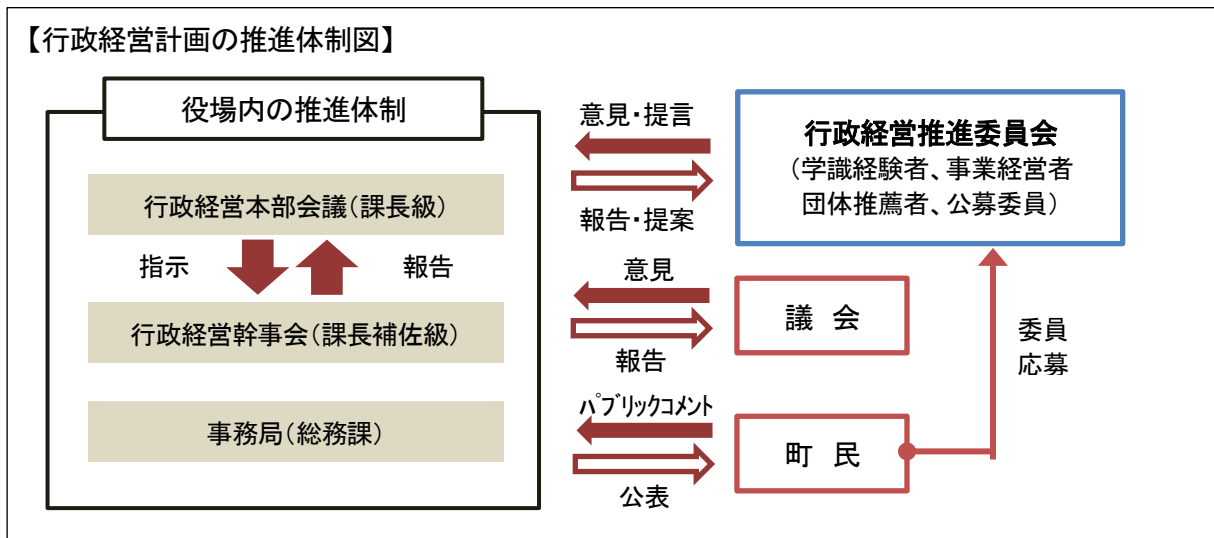 【行政経営計画の推進体制図】
役場内の推進体制
行政経営本部会議(課長級)
指示
報告
行政経営幹事会(課長補佐級)
事務局(総務課)
意見・提言
報告・提案
意見
報告
ﾊﾟﾌﾞﾘｯｸｺﾒﾝﾄ
公表
行政経営推進委員会
(学識経験者、事業経営者
団体推薦者、公募委員)
議 会
町 民
委員
応募